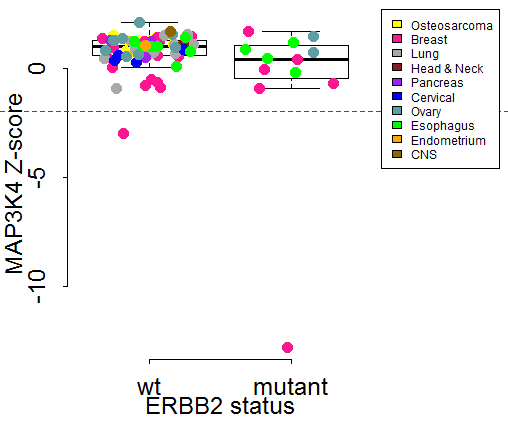 MAP3K4 Z-score
0
-5
-10
wt
mutant
ERBB2 status
Osteosarcoma
Breast
Lung
Head & Neck
Pancreas
Cervical
Ovary
Esophagus
Endometrium
CNS